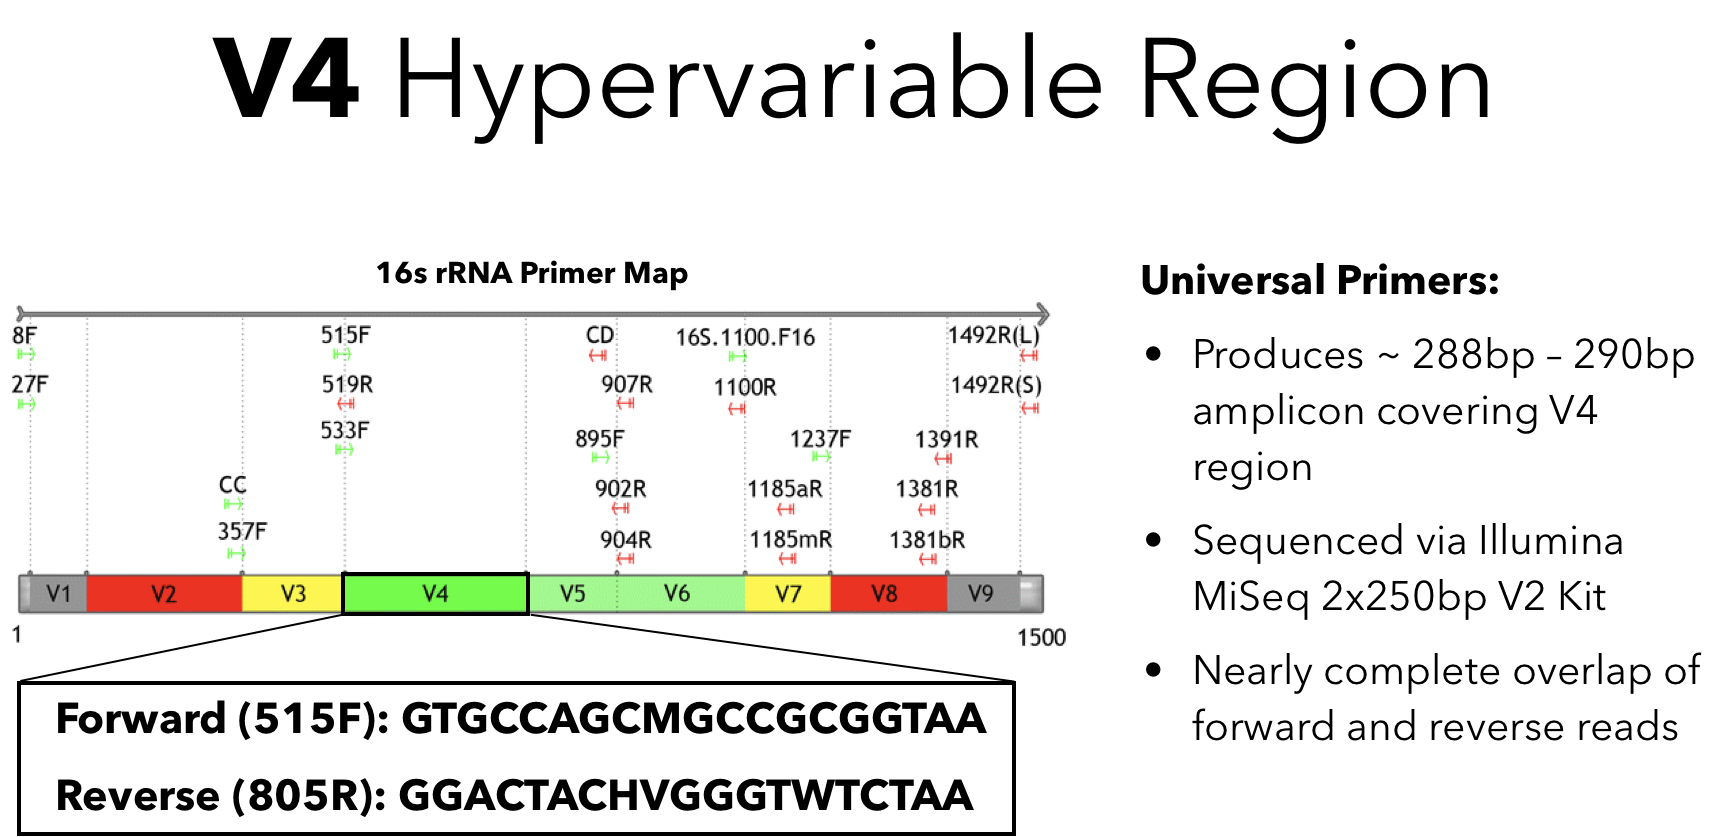 V4 Hypervariable Region
16s rRNA Primer Map
8F 515F CD 16S.1100.F16 1492R(L)
27F 519R 907R 1100R 1492R(S)
533F 895F 1237F 1391R
CC 902R 1185aR 1381R
357F 904R 1185mR 1381bR
V1 V2 V3 V4 V5 V6 V7 V8 V9
1 1500
Forward (515F): GTGCCAGCMGCCGCGGTAA
Reverse (805R): GGACTACHVGGGTWTCTAA
Universal Primers:
• Produces ~ 288bp – 290bp
amplicon covering V4
region
• Sequenced via Illumina
MiSeq 2x250bp V2 Kit
• Nearly complete overlap of
forward and reverse reads